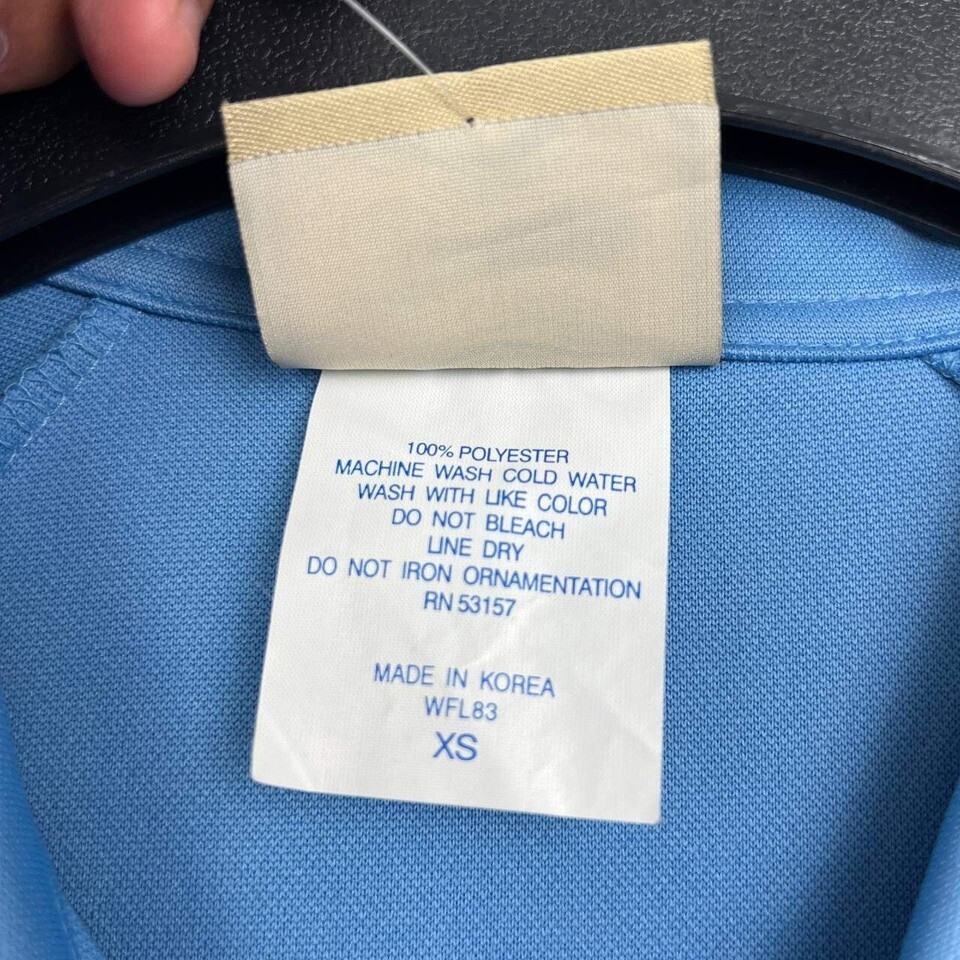 100% POLYESTER
MACHINE WASH COLD WATER
WASH WITH LIKE COLOR
DO NOT BLEACH
LINE DRY
DO NOT IRON ORNAMENTATION
RN 53157
MADE IN KOREA
WFL83
XS